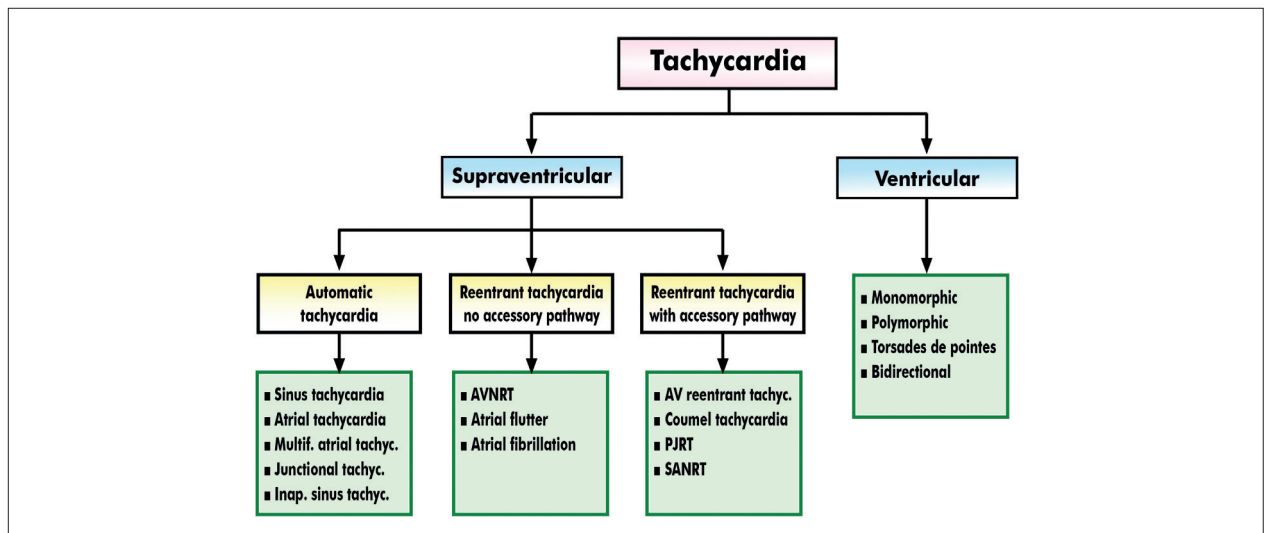 Tachycardia
Supraventricular
Ventricular
Automatic
tachycardia
Reentrant tachycardia
no accessory pathway
Reentrant tachycardia
with accessory pathway
▪ Monomorphic
▪ Polymorphic
▪ Torsades de pointes
▪ Bidirectional
▪ Sinus tachycardia
▪ Atrial tachycardia
▪ Multif. atrial tachyc.
▪ Junctional tachyc.
▪ Inap. sinus tachyc.
▪ AVNRT
▪ Atrial flutter
▪ Atrial fibrillation
▪ AV reentrant tachyc.
▪ Coumel tachycardia
▪ PJRT
▪ SANRT